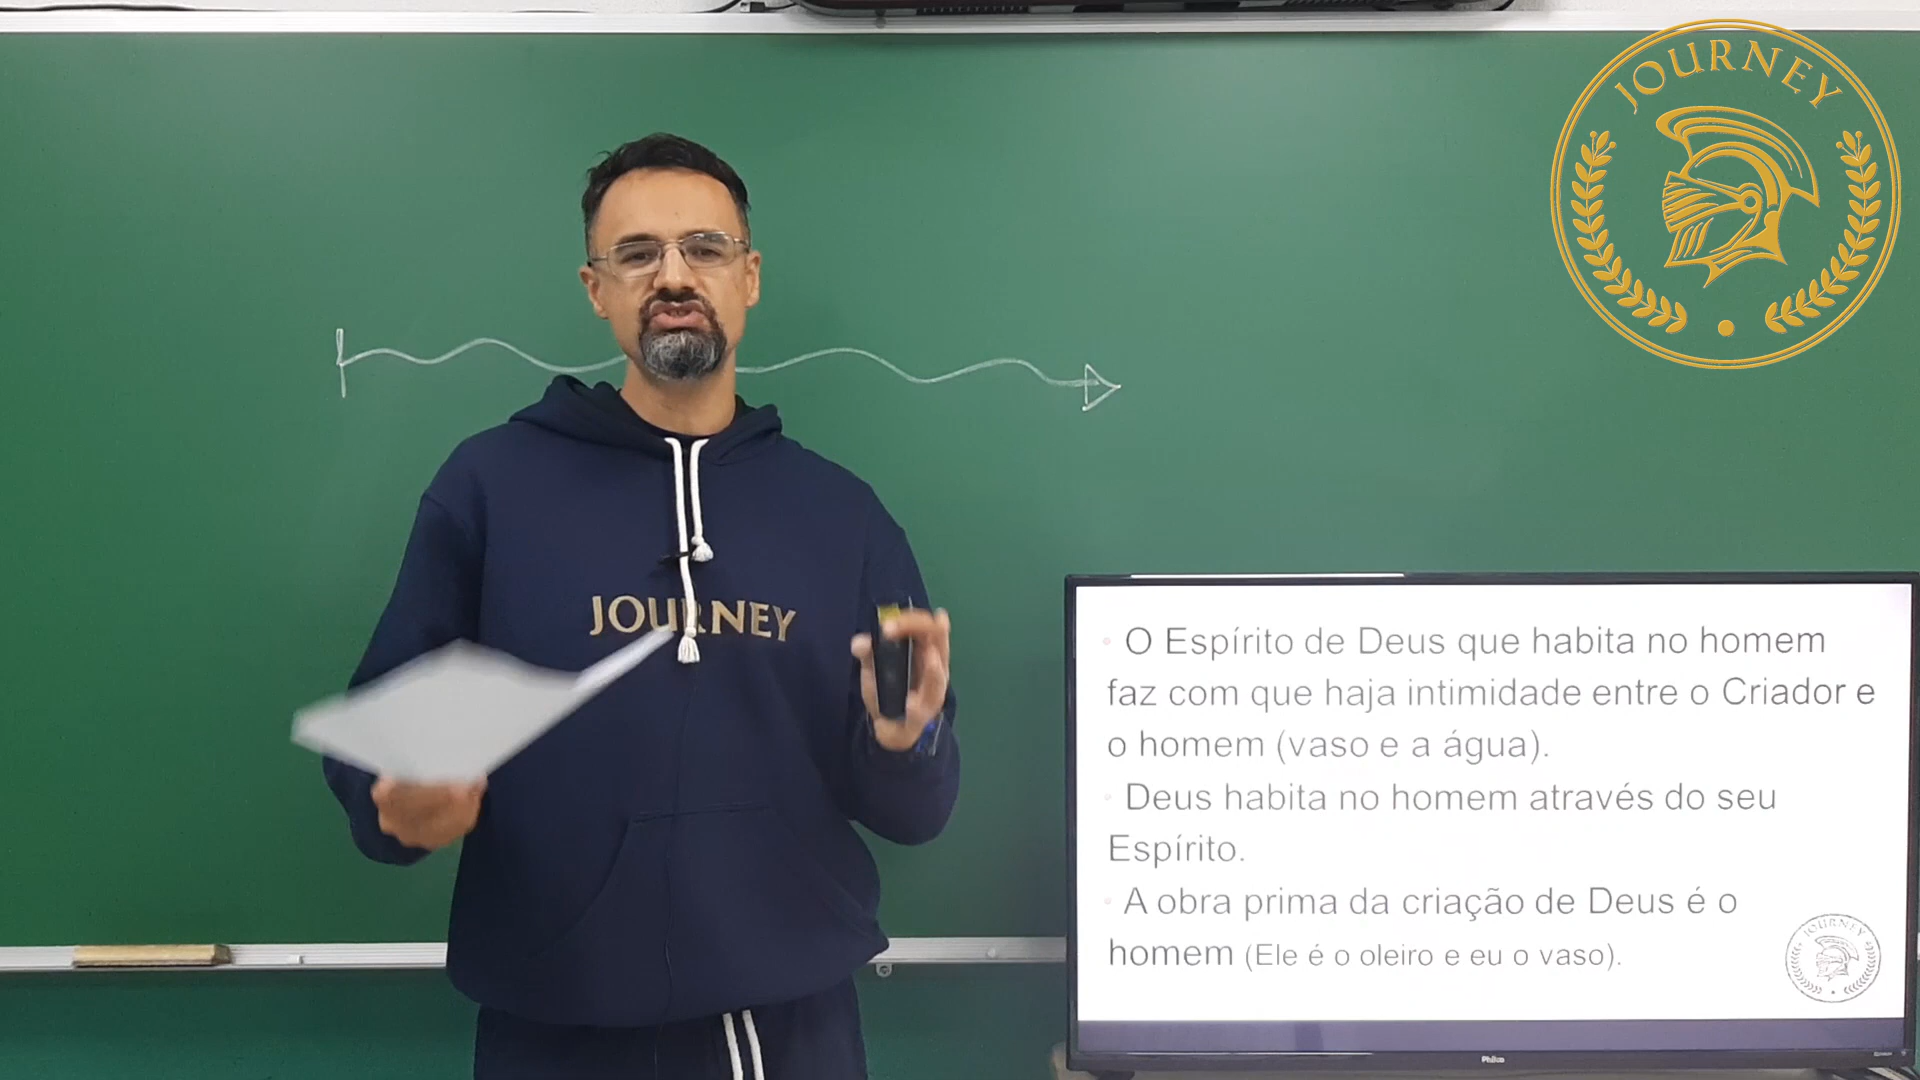 JOURNEY
JOURNEY
• O Espírito de Deus que habita no homem
faz com que haja intimidade entre o Criador e
o homem (vaso e a água).
• Deus habita no homem através do seu
Espírito.
• A obra prima da criação de Deus é o
homem (Ele é o oleiro e eu o vaso).
JOURNEY
Philco